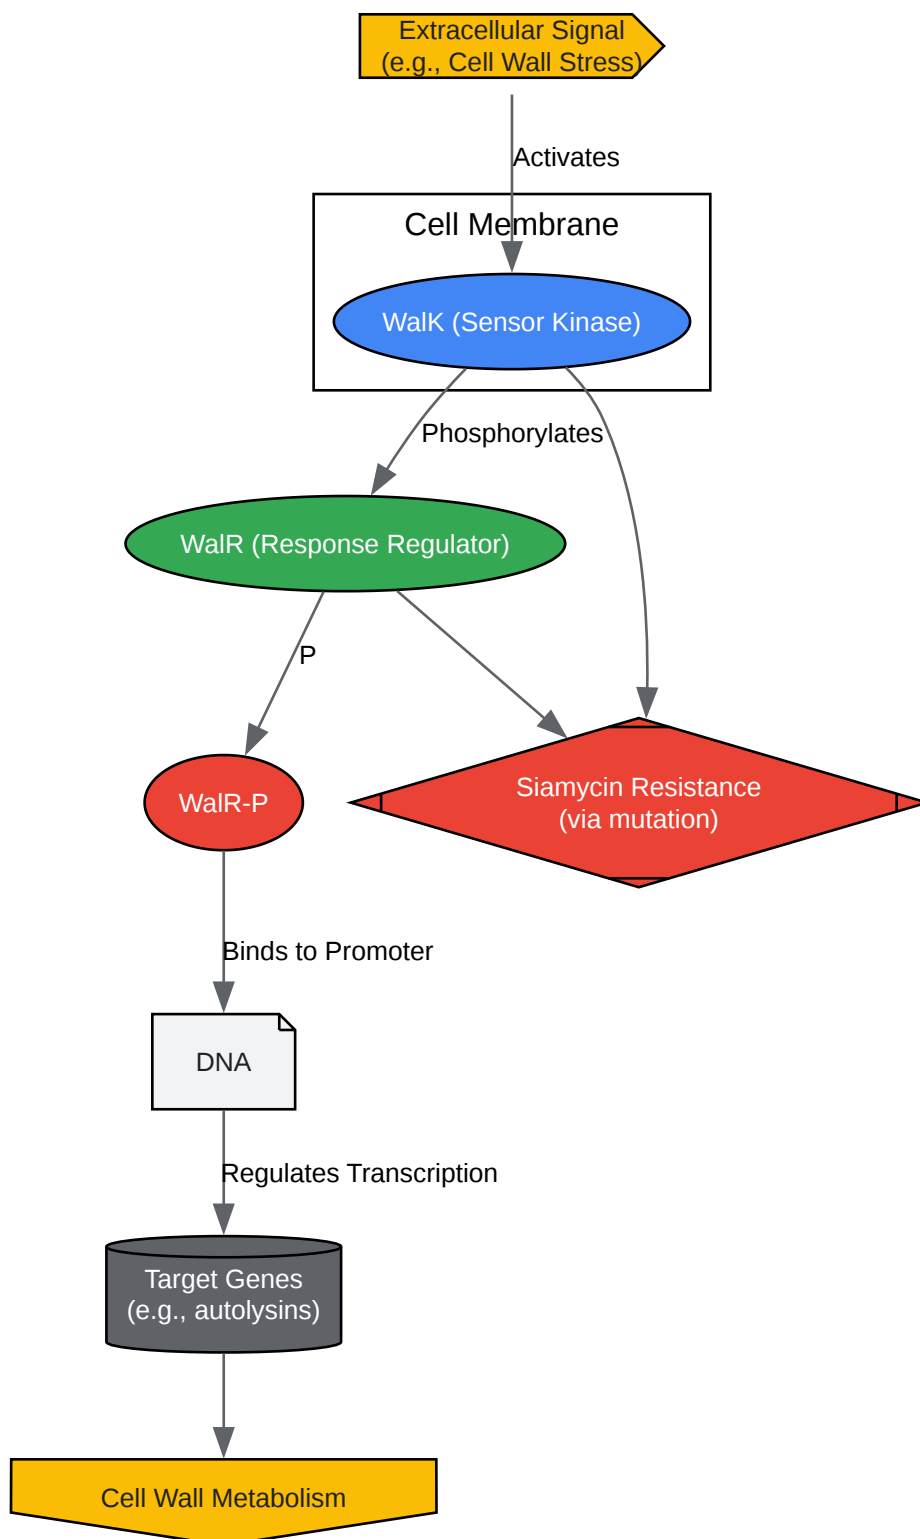 Extracellular Signal
(e.g., Cell Wall Stress)
Activates
Cell Membrane
WalK (Sensor Kinase)
Phosphorylates
WalR (Response Regulator)
P
WalR-P
Siamycin Resistance
(via mutation)
Binds to Promoter
DNA
Regulates Transcription
Target Genes
(e.g., autolysins)
Cell Wall Metabolism